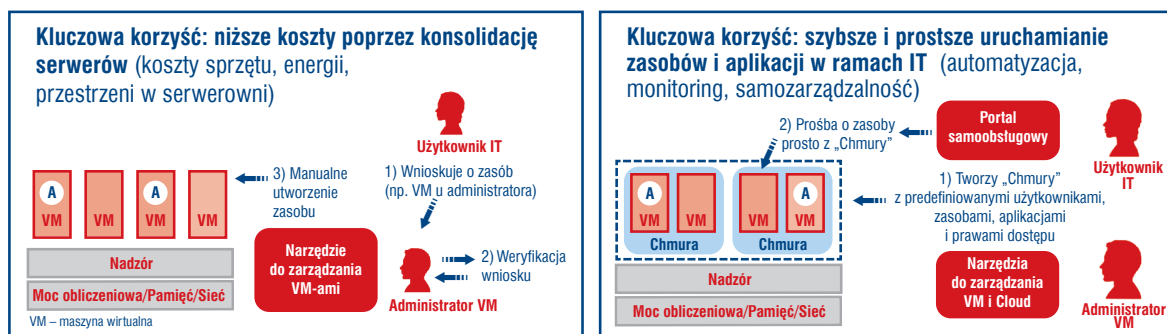 Kluczowa korzyść: niższe koszty poprzez konsolidację
serwerów (koszty sprzętu, energii,
przestrzeni w serwerowni)
Użytkownik IT
1) Wnioskuje o zasób
(np. VM u administratora)
3) Manualne
utworzenie
zasobu
A
A
VM
VM
VM
VM
Narzędzie
do zarządzania
VM-ami
2) Weryfikacja
wniosku
Administrator VM
Nadzór
Moc obliczeniowa/Pamięć/Sieć
VM – maszyna wirtualna
Kluczowa korzyść: szybsze i prostsze uruchamianie
zasobów i aplikacji w ramach IT (automatyzacja,
monitoring, samozarządzalność)
2) Prośba o zasoby
prosto z „Chmury”
Portal
samoobsługowy
Użytkownik
IT
1) Tworzy „Chmury”
z predefiniowanymi użytkownikami,
zasobami, aplikacjami
i prawami dostępu
A
A
VM
VM
VM
VM
Chmura
Chmura
Nadzór
Moc obliczeniowa/Pamięć/Sieć
Narzędzia
do zarządzania
VM i Cloud
Administrator
VM